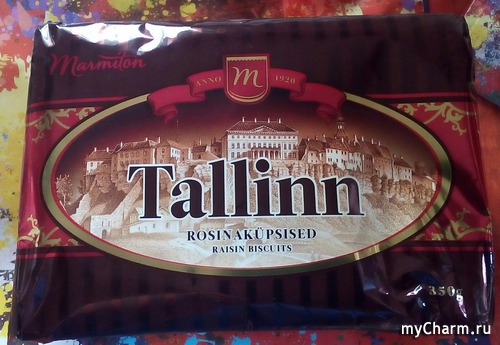 Marmiton
ANNO M 1920
Tallinn
ROSINAKÜPSISED
RAISIN BISCUITS
350g
myCharm.ru